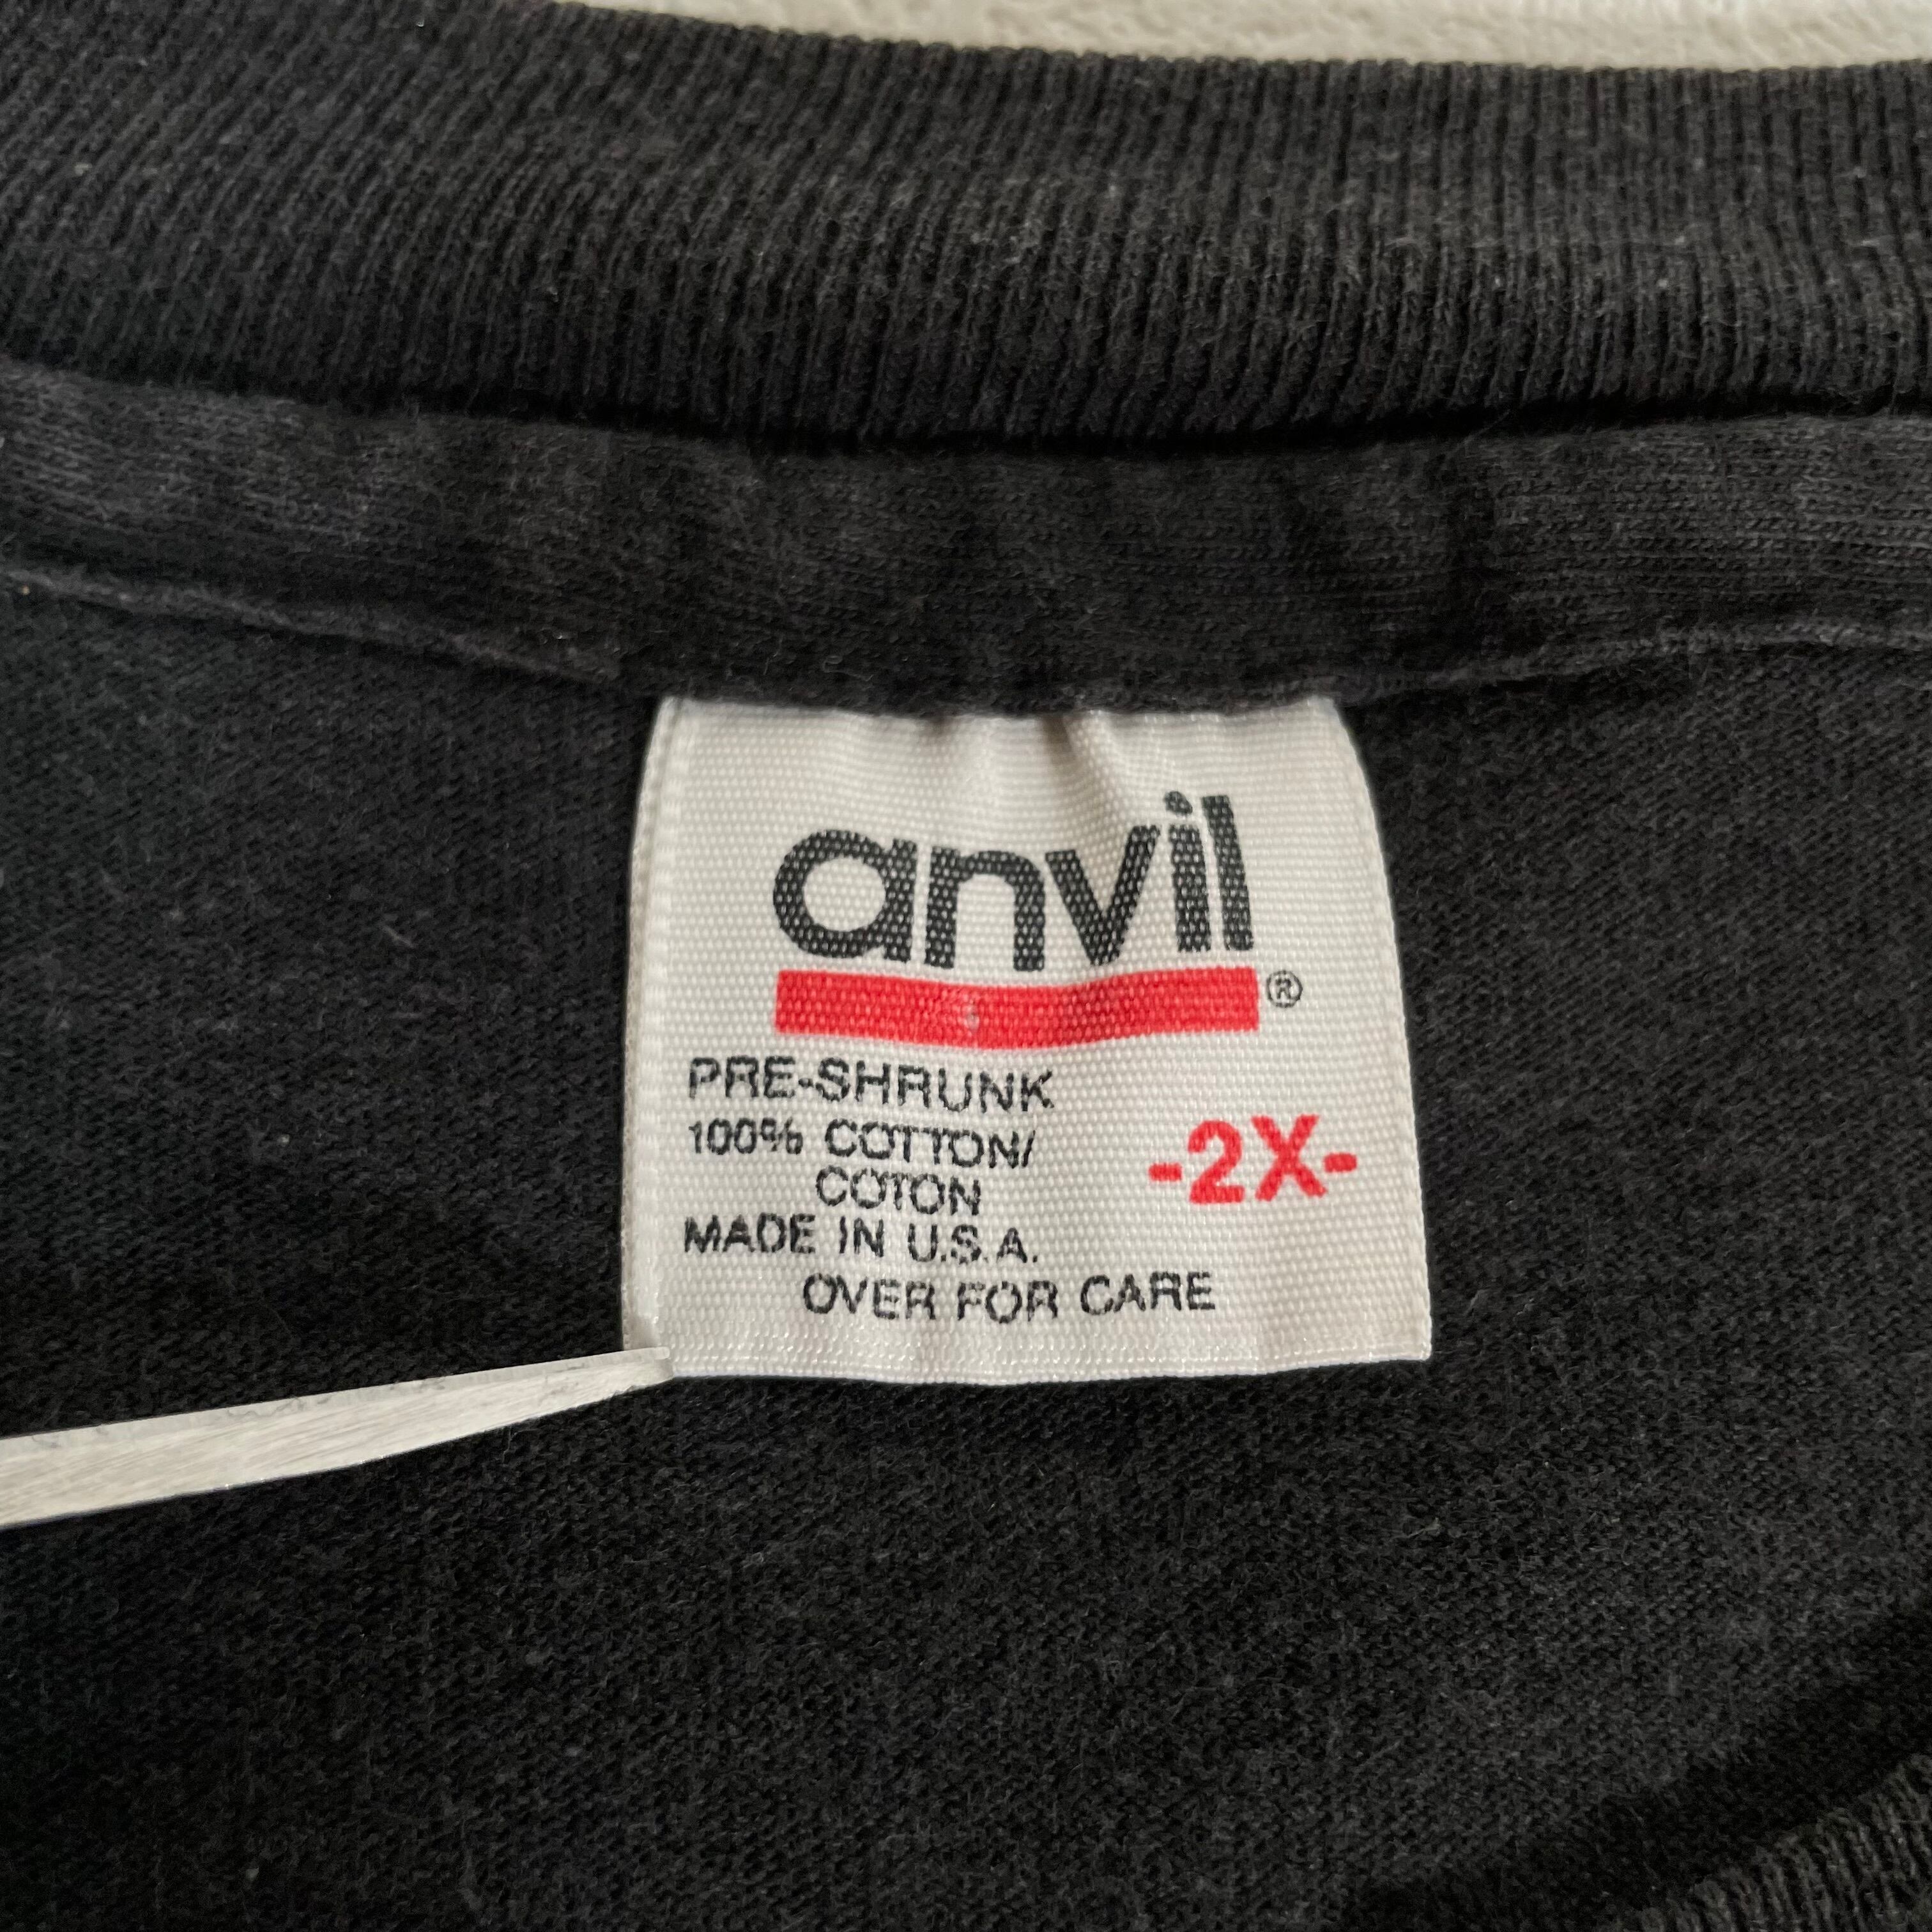 anvil
®
PRE-SHRUNK
100% COTTON/
COTON
-2X-
MADE IN U.S.A.
OVER FOR CARE